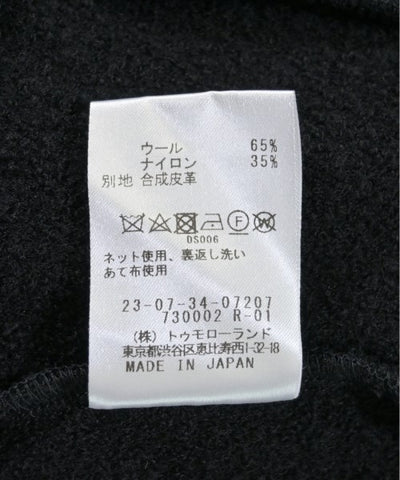 ウール 65%
ナイロン 35%
別地 合成皮革
F W
DS006
ネット使用、裏返し洗い
あて布使用
23-07-34-07207
730002 R-01
(株) トゥモローランド
東京都渋谷区恵比寿西1-32-18
MADE IN JAPAN